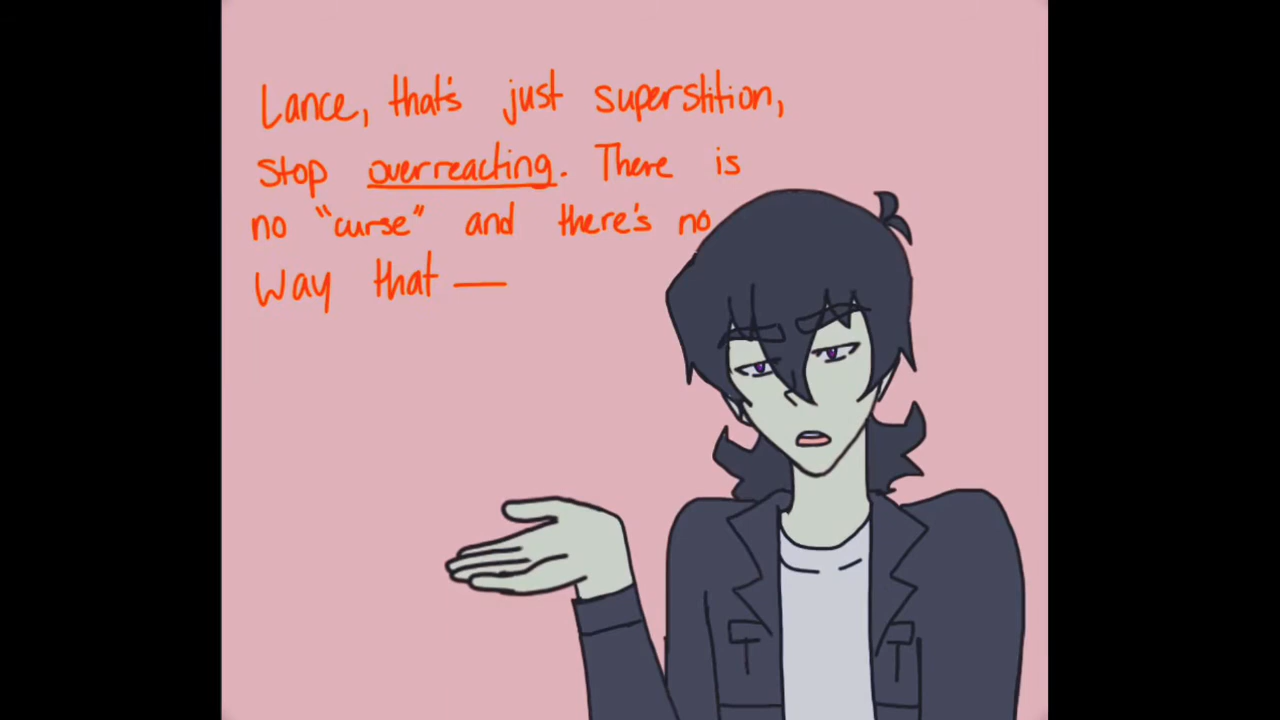 Lance, that's just superstition,
stop overreacting. There is
no "curse" and there's no
way that —